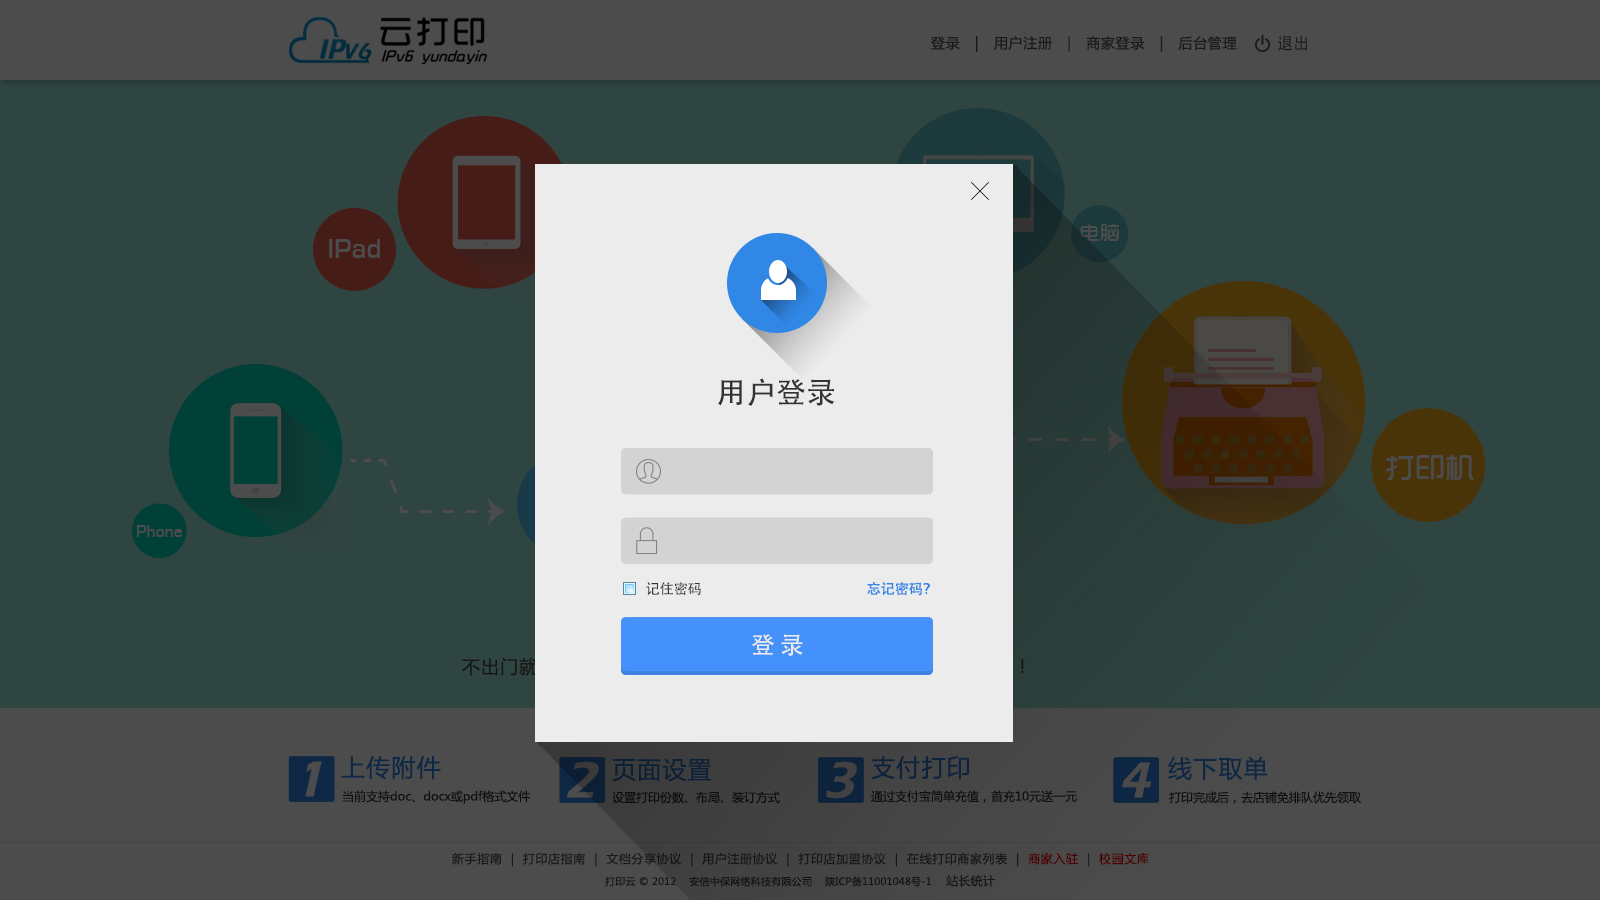 IPv6 云打印
IPv6 yundayin
登录 | 用户注册 | 商家登录 | 后台管理 退出
IPad
电脑
用户登录
打印机
Phone
记住密码 忘记密码?
登 录
不出门就
!
1 上传附件
当前支持doc、docx或pdf格式文件
2 页面设置
设置打印份数、布局、装订方式
3 支付打印
通过支付宝简单充值，首充10元送一元
4 线下取单
打印完成后，去店铺免排队优先领取
新手指南 | 打印店指南 | 文档分享协议 | 用户注册协议 | 打印店加盟协议 | 在线打印商家列表 | 商家入驻 | 校园文库
打印云 © 2012 安信中保网络科技有限公司 陕ICP备11001048号-1 站长统计